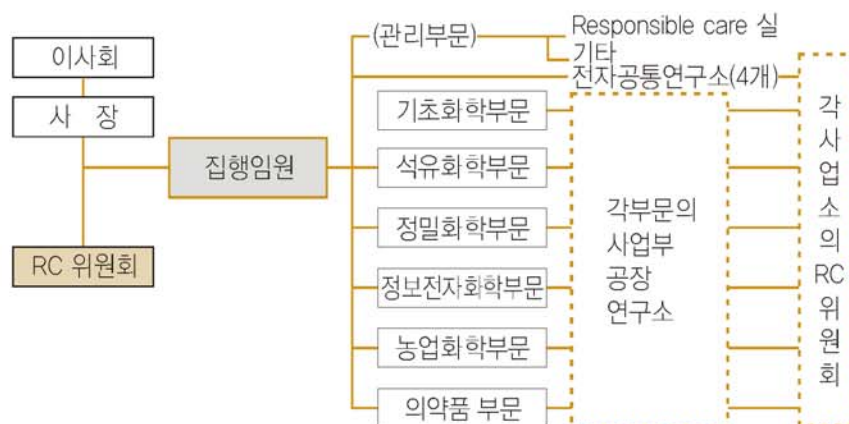 이사회
사 장
집행임원
RC 위원회
(관리부문)
Responsible care 실
기타
전자공통연구소(4개)
기초화학부문
석유화학부문
정밀화학부문
정보전자화학부문
농업화학부문
의약품 부문
각부문의
사업부
공장
연구소
각
사
업
소
의
RC
위
원
회